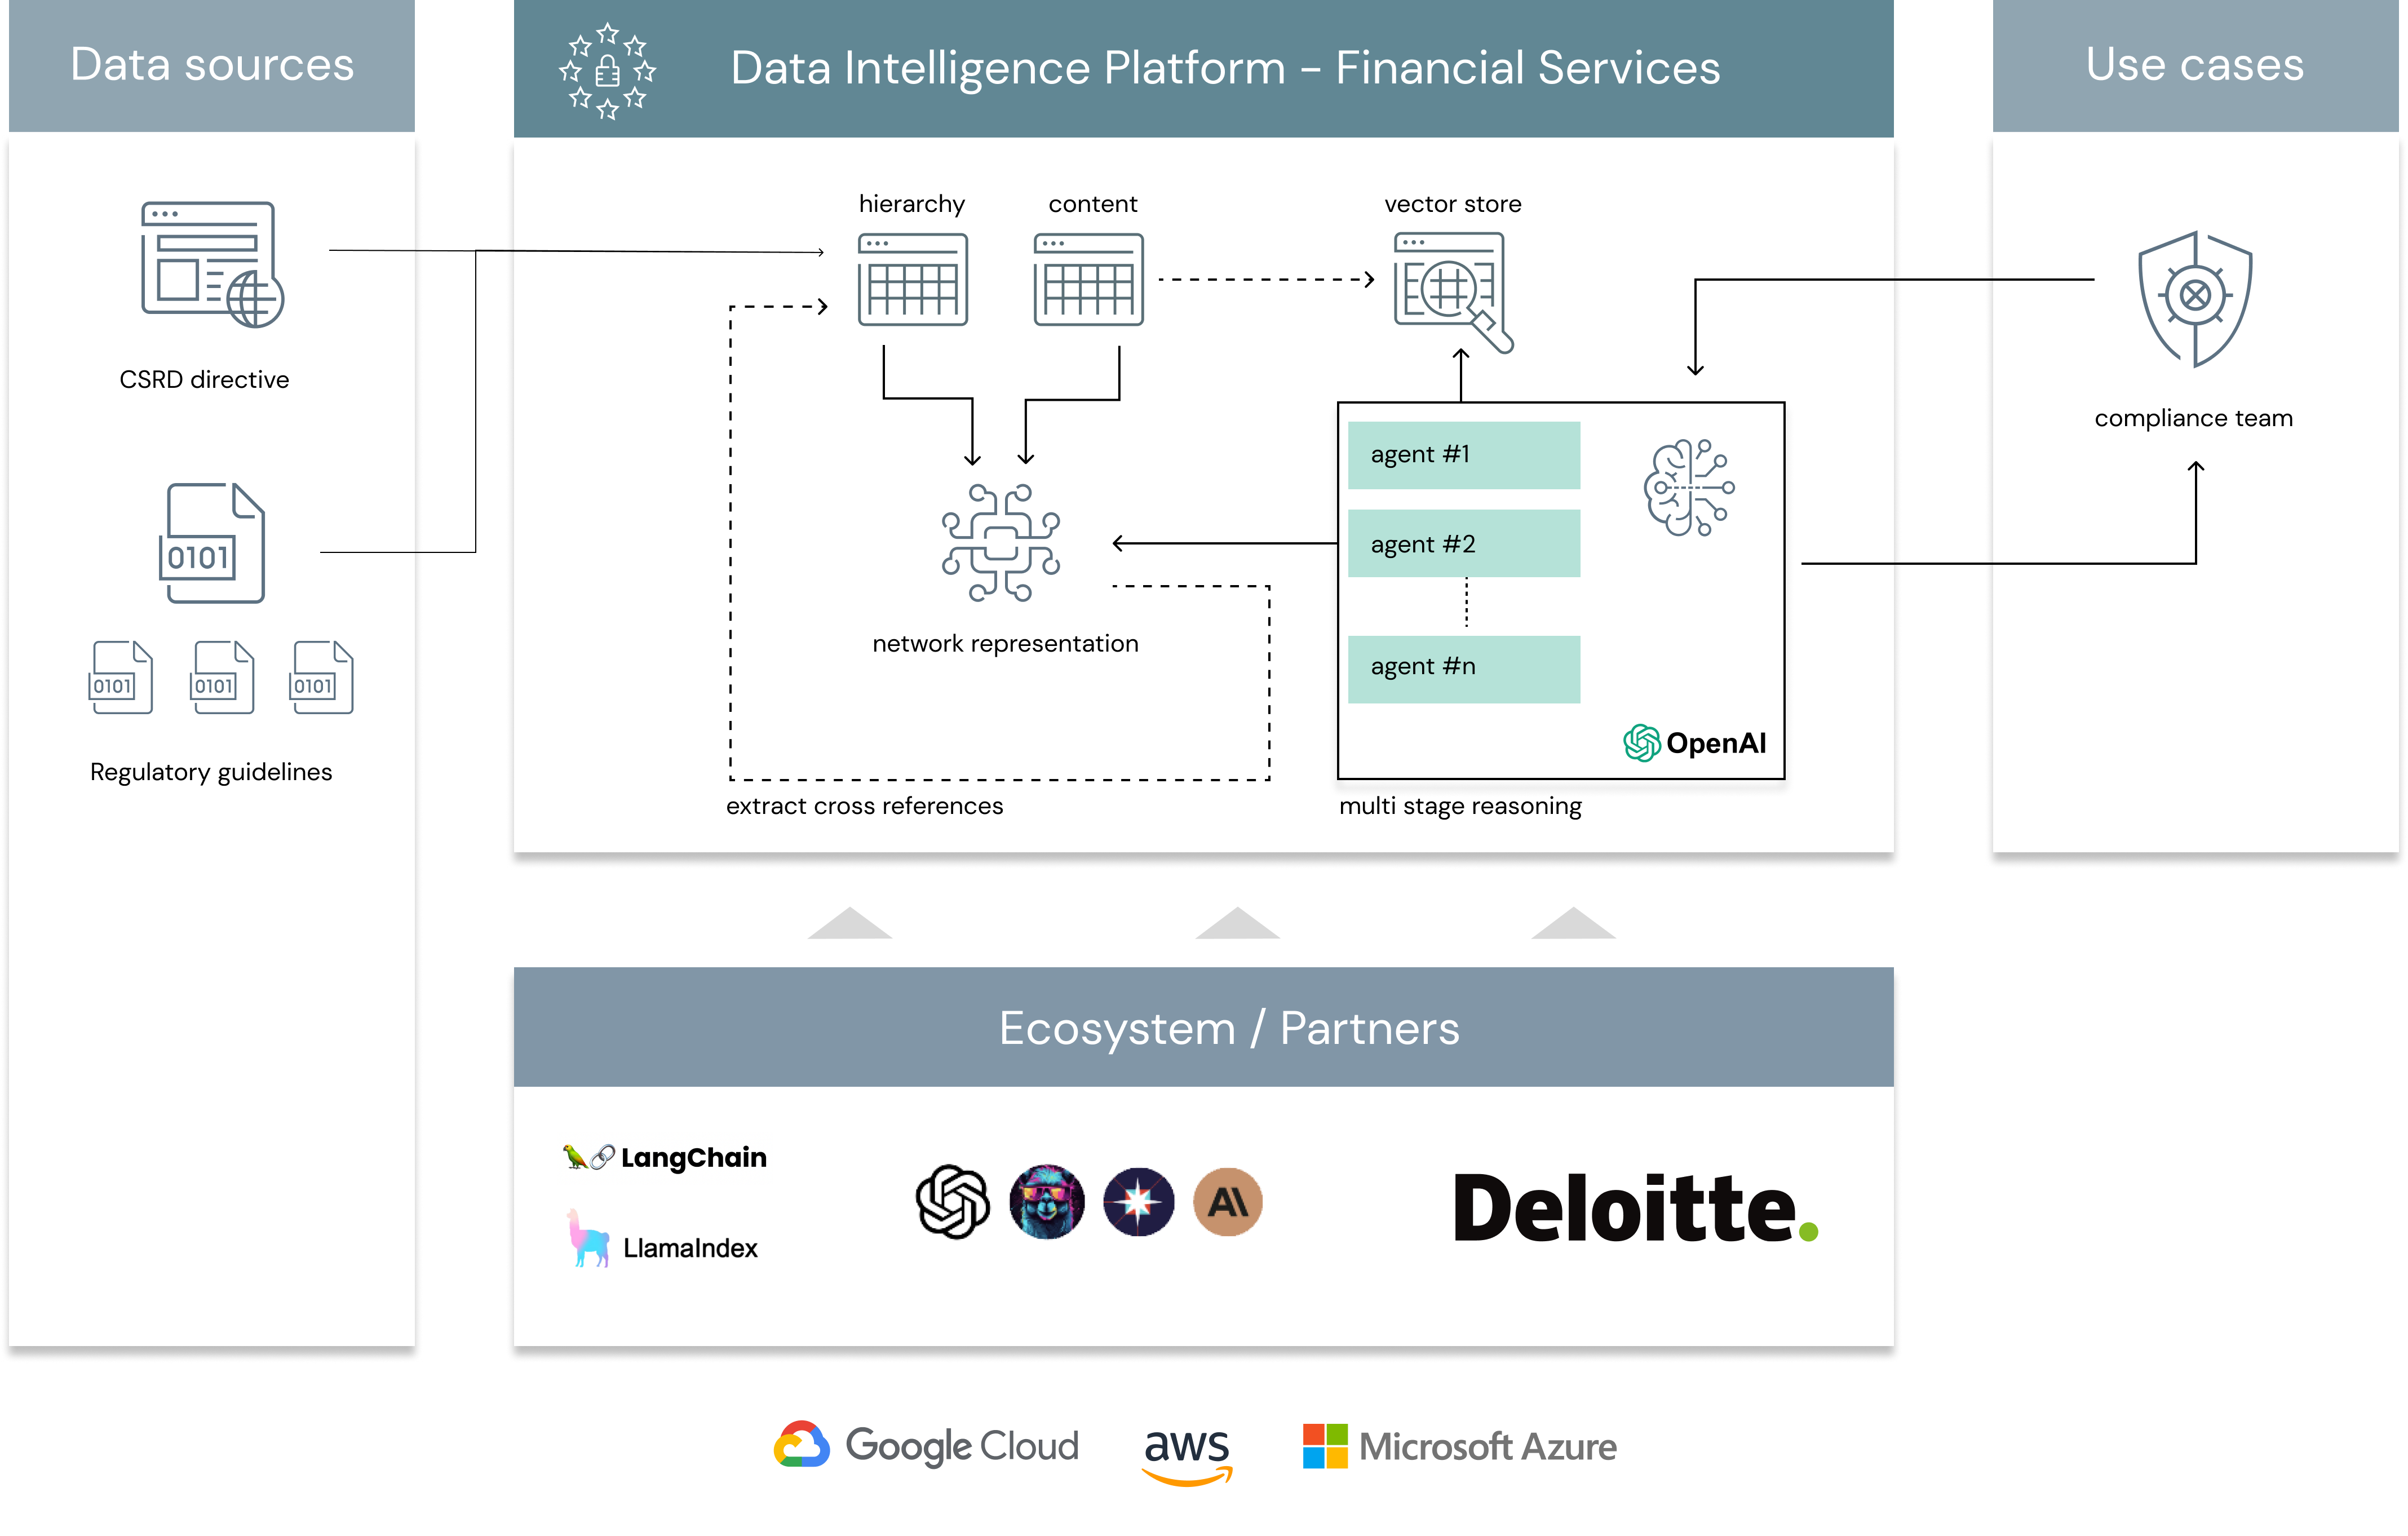 Data sources
Data Intelligence Platform - Financial Services
Use cases
CSRD directive
0101
0101 0101 0101
Regulatory guidelines
hierarchy
content
vector store
network representation
extract cross references
agent #1
agent #2
agent #n
OpenAI
multi stage reasoning
compliance team
Ecosystem / Partners
LangChain
LlamaIndex
AI
Deloitte.
Google Cloud
aws
Microsoft Azure